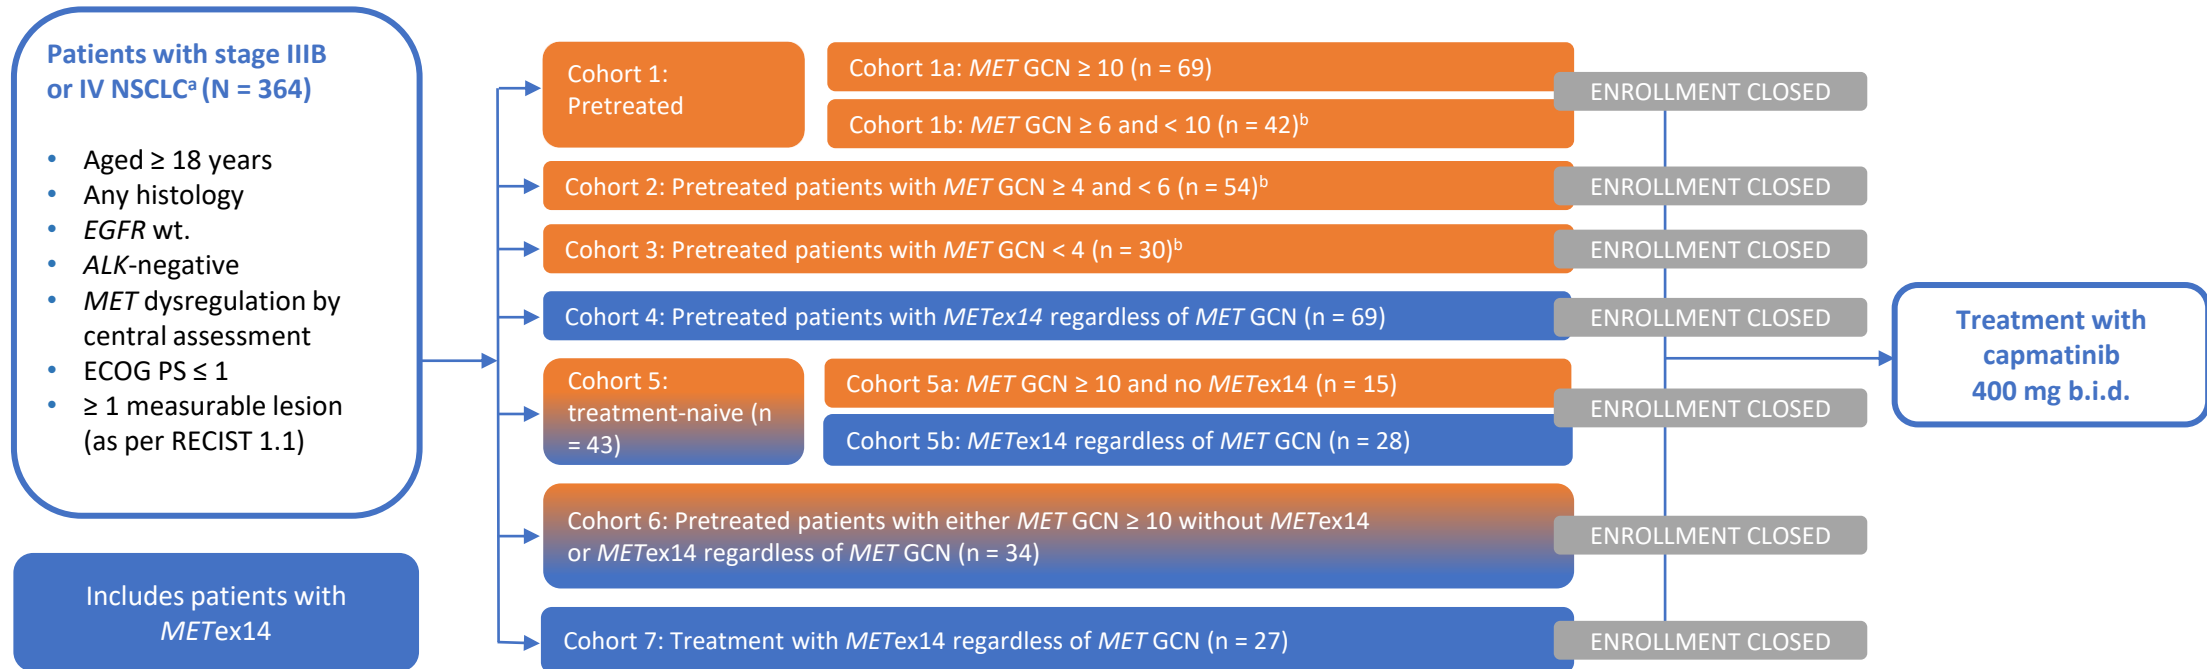 Patients with stage IIIB
or IV NSCLCᵃ (N = 364)
• Aged ≥ 18 years
• Any histology
• EGFR wt.
• ALK-negative
• MET dysregulation by
central assessment
• ECOG PS ≤ 1
• ≥ 1 measurable lesion
(as per RECIST 1.1)
Includes patients with
METex14
Cohort 1:
Pretreated
Cohort 1a: MET GCN ≥ 10 (n = 69)
Cohort 1b: MET GCN ≥ 6 and < 10 (n = 42)ᵇ
ENROLLMENT CLOSED
Cohort 2: Pretreated patients with MET GCN ≥ 4 and < 6 (n = 54)ᵇ
ENROLLMENT CLOSED
Cohort 3: Pretreated patients with MET GCN < 4 (n = 30)ᵇ
ENROLLMENT CLOSED
Cohort 4: Pretreated patients with METex14 regardless of MET GCN (n = 69)
ENROLLMENT CLOSED
Cohort 5:
treatment-naive (n
= 43)
Cohort 5a: MET GCN ≥ 10 and no METex14 (n = 15)
Cohort 5b: METex14 regardless of MET GCN (n = 28)
ENROLLMENT CLOSED
Cohort 6: Pretreated patients with either MET GCN ≥ 10 without METex14
or METex14 regardless of MET GCN (n = 34)
ENROLLMENT CLOSED
Cohort 7: Treatment with METex14 regardless of MET GCN (n = 27)
ENROLLMENT CLOSED
Treatment with
capmatinib
400 mg b.i.d.